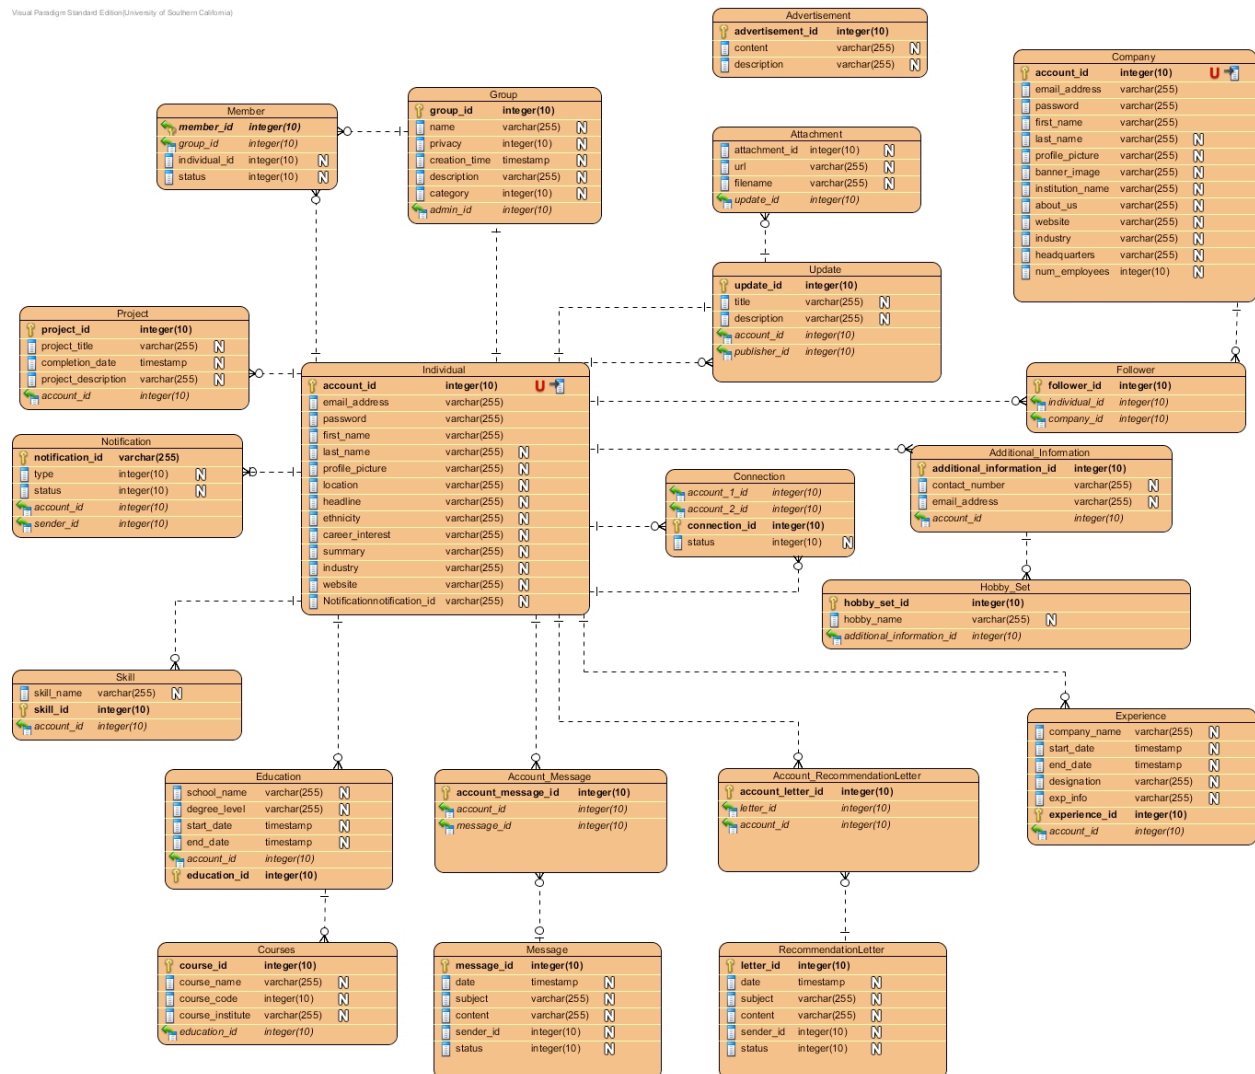 Visual Paradigm Standard Edition(University of Southern California)
Advertisement
advertisement_id integer(10)
content varchar(255) N
description varchar(255) N
Company
account_id integer(10) U
email_address varchar(255)
password varchar(255)
first_name varchar(255)
last_name varchar(255) N
profile_picture varchar(255) N
banner_image varchar(255) N
institution_name varchar(255) N
about_us varchar(255) N
website varchar(255) N
industry varchar(255) N
headquarters varchar(255) N
num_employees integer(10) N
Group
group_id integer(10)
name varchar(255) N
privacy integer(10) N
creation_time timestamp N
description varchar(255) N
category integer(10) N
admin_id integer(10)
Member
member_id integer(10)
group_id integer(10)
individual_id integer(10) N
status integer(10) N
Attachment
attachment_id integer(10) N
url varchar(255) N
filename varchar(255) N
update_id integer(10)
Update
update_id integer(10)
title varchar(255) N
description varchar(255) N
account_id integer(10)
publisher_id integer(10)
Project
project_id integer(10)
project_title varchar(255) N
completion_date timestamp N
project_description varchar(255) N
account_id integer(10)
Individual
account_id integer(10) U
email_address varchar(255)
password varchar(255)
first_name varchar(255)
last_name varchar(255) N
profile_picture varchar(255) N
location varchar(255) N
headline varchar(255) N
ethnicity varchar(255) N
career_interest varchar(255) N
summary varchar(255) N
industry varchar(255) N
website varchar(255) N
Notificationnotification_id varchar(255) N
Follower
follower_id integer(10)
individual_id integer(10)
company_id integer(10)
Notification
notification_id varchar(255)
type integer(10) N
status integer(10) N
account_id integer(10)
sender_id integer(10)
Additional_Information
additional_information_id integer(10)
contact_number varchar(255) N
email_address varchar(255) N
account_id integer(10)
Connection
account_1_id integer(10)
account_2_id integer(10)
connection_id integer(10)
status integer(10) N
Hobby_Set
hobby_set_id integer(10)
hobby_name varchar(255) N
additional_information_id integer(10)
Skill
skill_name varchar(255) N
skill_id integer(10)
account_id integer(10)
Experience
company_name varchar(255) N
start_date timestamp N
end_date timestamp N
designation varchar(255) N
exp_info varchar(255) N
experience_id integer(10)
account_id integer(10)
Education
school_name varchar(255) N
degree_level varchar(255) N
start_date timestamp N
end_date timestamp N
account_id integer(10)
education_id integer(10)
Account_Message
account_message_id integer(10)
account_id integer(10)
message_id integer(10)
Account_RecommendationLetter
account_letter_id integer(10)
letter_id integer(10)
account_id integer(10)
Courses
course_id integer(10)
course_name varchar(255) N
course_code integer(10) N
course_institute varchar(255) N
education_id integer(10)
Message
message_id integer(10)
date timestamp N
subject varchar(255) N
content varchar(255) N
sender_id integer(10) N
status integer(10) N
RecommendationLetter
letter_id integer(10)
date timestamp N
subject varchar(255) N
content varchar(255) N
sender_id integer(10) N
status integer(10) N